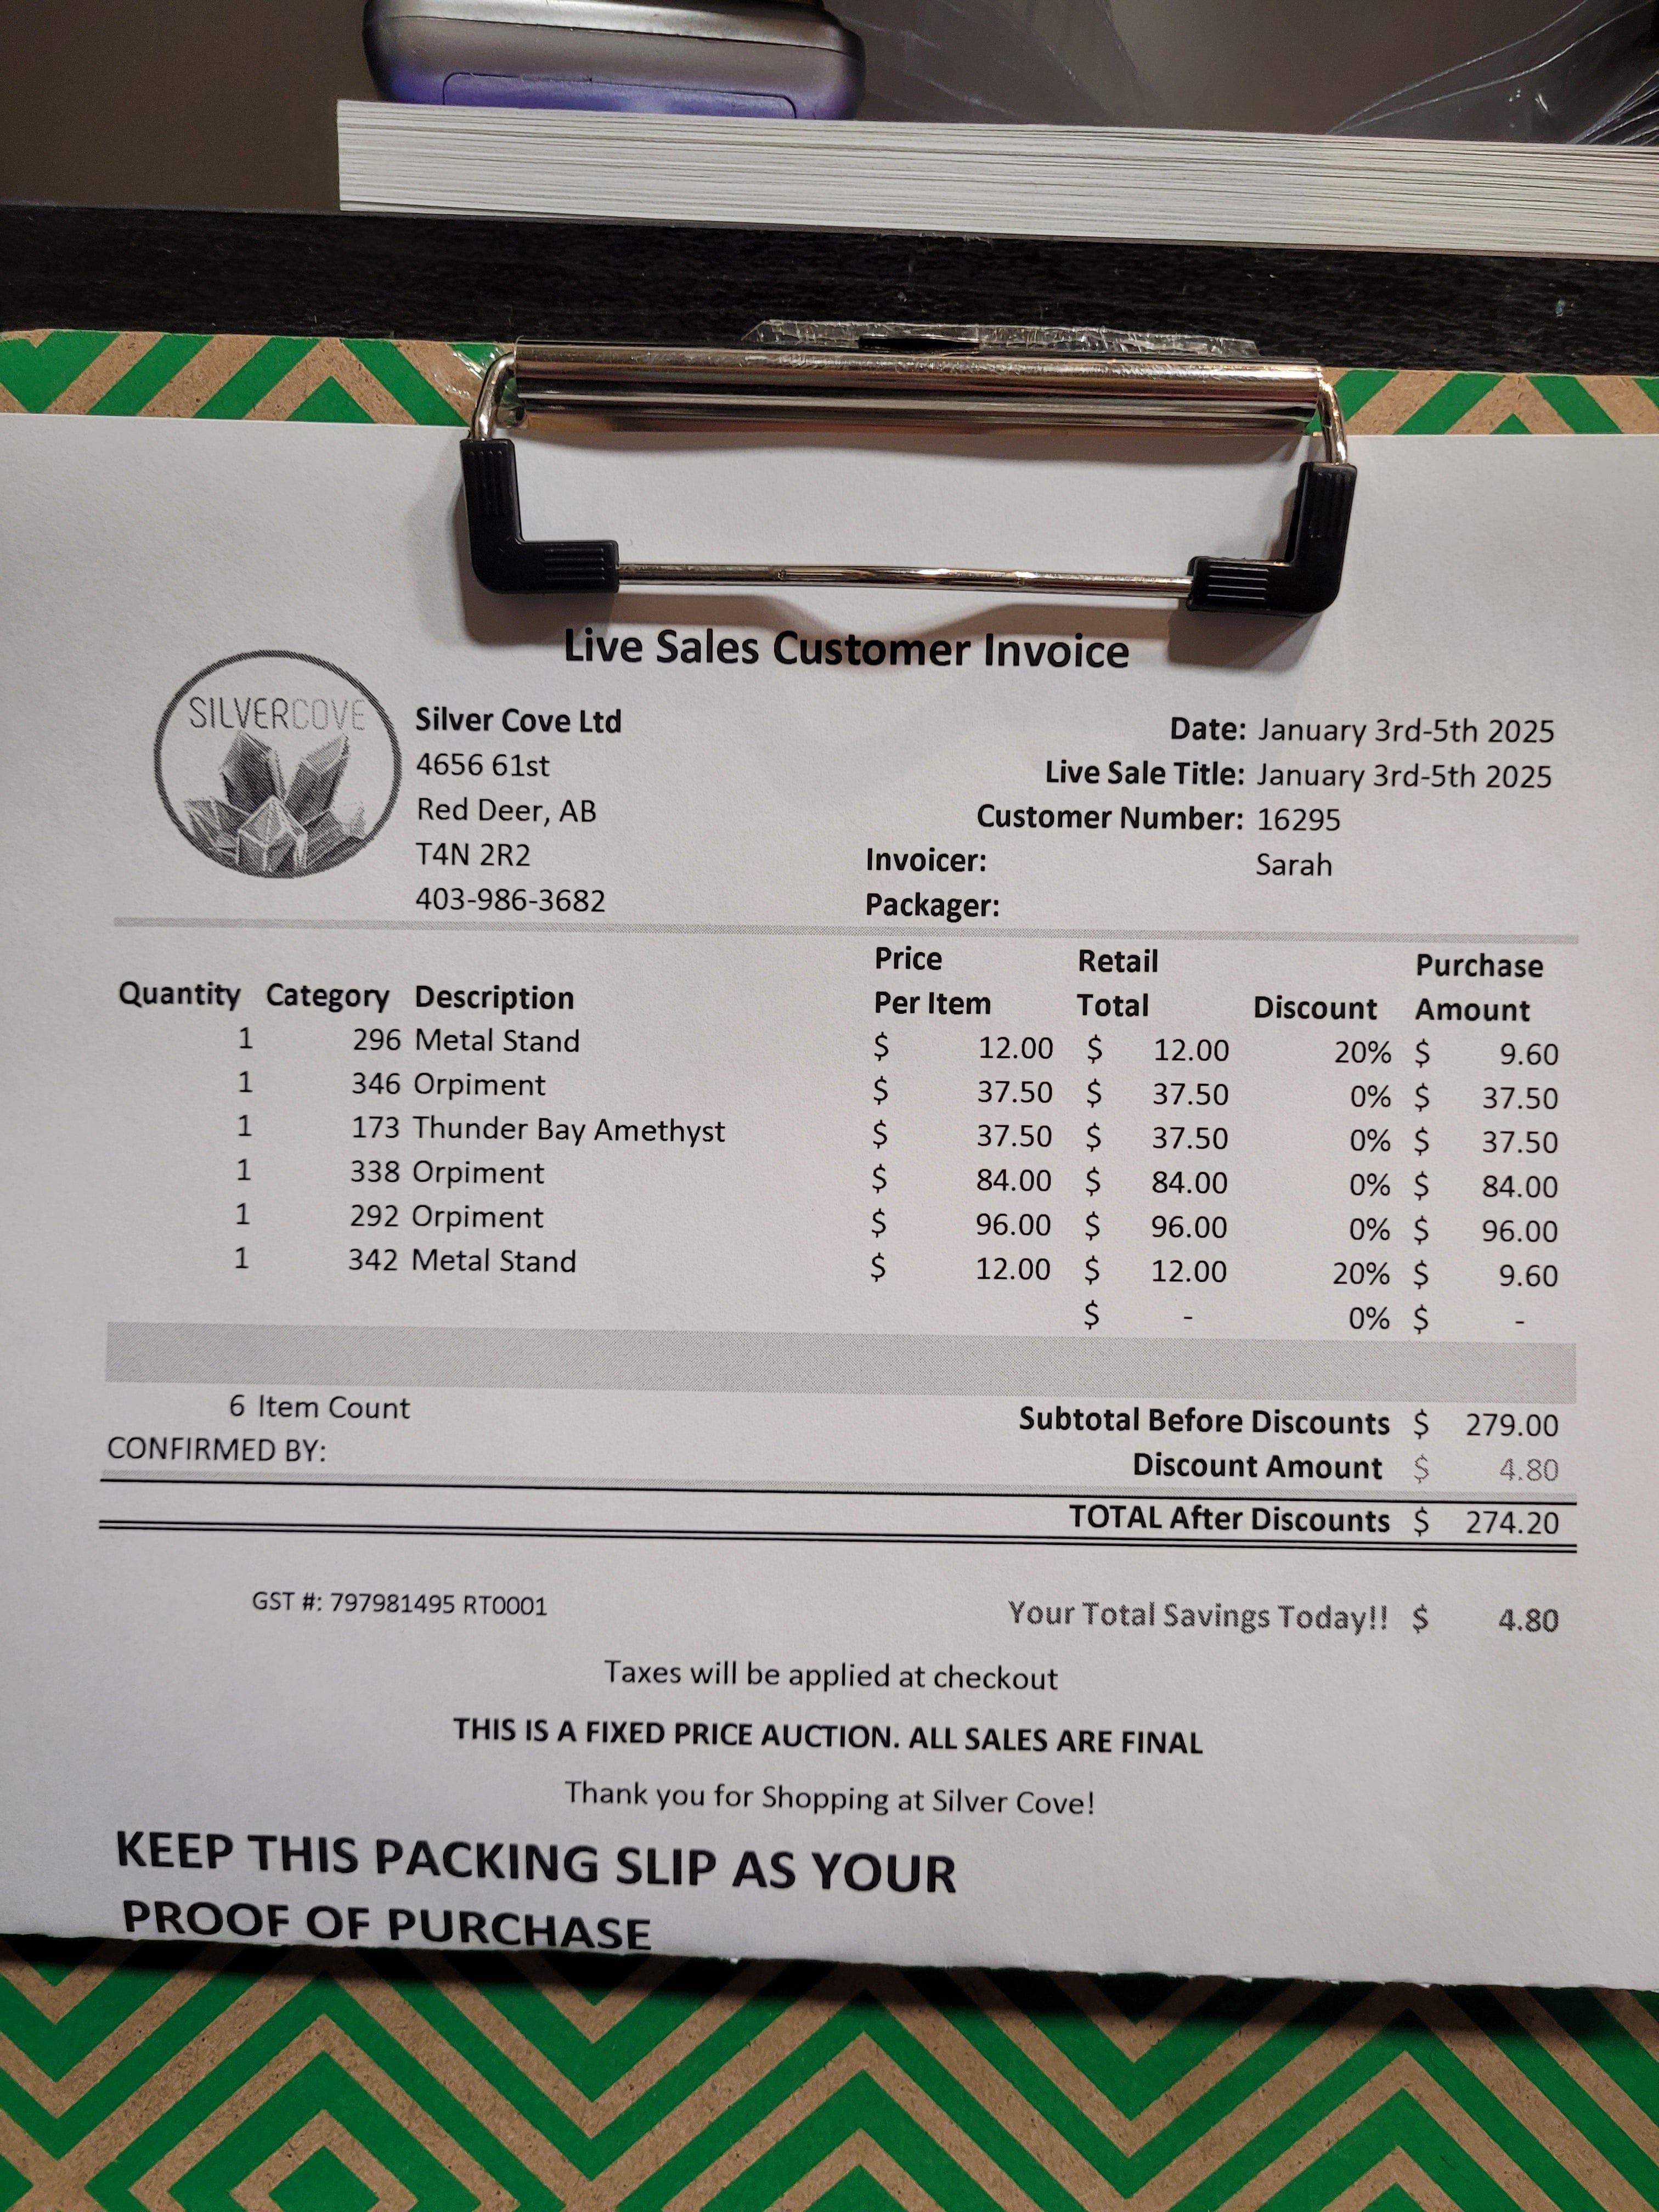 Live Sales Customer Invoice
SILVERCOVE
Silver Cove Ltd
4656 61st
Red Deer, AB
T4N 2R2
403-986-3682
Date: January 3rd-5th 2025
Live Sale Title: January 3rd-5th 2025
Customer Number: 16295
Invoicer: Sarah
Packager:
Quantity Category Description Price Per Item Retail Total Discount Purchase Amount
1 296 Metal Stand $ 12.00 $ 12.00 20% $ 9.60
1 346 Orpiment $ 37.50 $ 37.50 0% $ 37.50
1 173 Thunder Bay Amethyst $ 37.50 $ 37.50 0% $ 37.50
1 338 Orpiment $ 84.00 $ 84.00 0% $ 84.00
1 292 Orpiment $ 96.00 $ 96.00 0% $ 96.00
1 342 Metal Stand $ 12.00 $ 12.00 20% $ 9.60
$ - 0% $ -
6 Item Count
CONFIRMED BY:
Subtotal Before Discounts $ 279.00
Discount Amount $ 4.80
TOTAL After Discounts $ 274.20
GST #: 797981495 RT0001
Your Total Savings Today!! $ 4.80
Taxes will be applied at checkout
THIS IS A FIXED PRICE AUCTION. ALL SALES ARE FINAL
Thank you for Shopping at Silver Cove!
KEEP THIS PACKING SLIP AS YOUR
PROOF OF PURCHASE